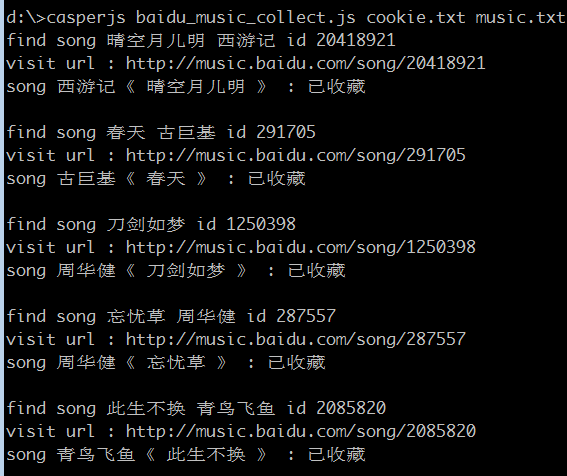 d:\>casperjs baidu_music_collect.js cookie.txt music.txt
find song 晴空月儿明 西游记 id 20418921
visit url : http://music.baidu.com/song/20418921
song 西游记《 晴空月儿明 》 : 已收藏
find song 春天 古巨基 id 291705
visit url : http://music.baidu.com/song/291705
song 古巨基《 春天 》 : 已收藏
find song 刀剑如梦 id 1250398
visit url : http://music.baidu.com/song/1250398
song 周华健《 刀剑如梦 》 : 已收藏
find song 忘忧草 周华健 id 287557
visit url : http://music.baidu.com/song/287557
song 周华健《 忘忧草 》 : 已收藏
find song 此生不换 青鸟飞鱼 id 2085820
visit url : http://music.baidu.com/song/2085820
song 青鸟飞鱼《 此生不换 》 : 已收藏